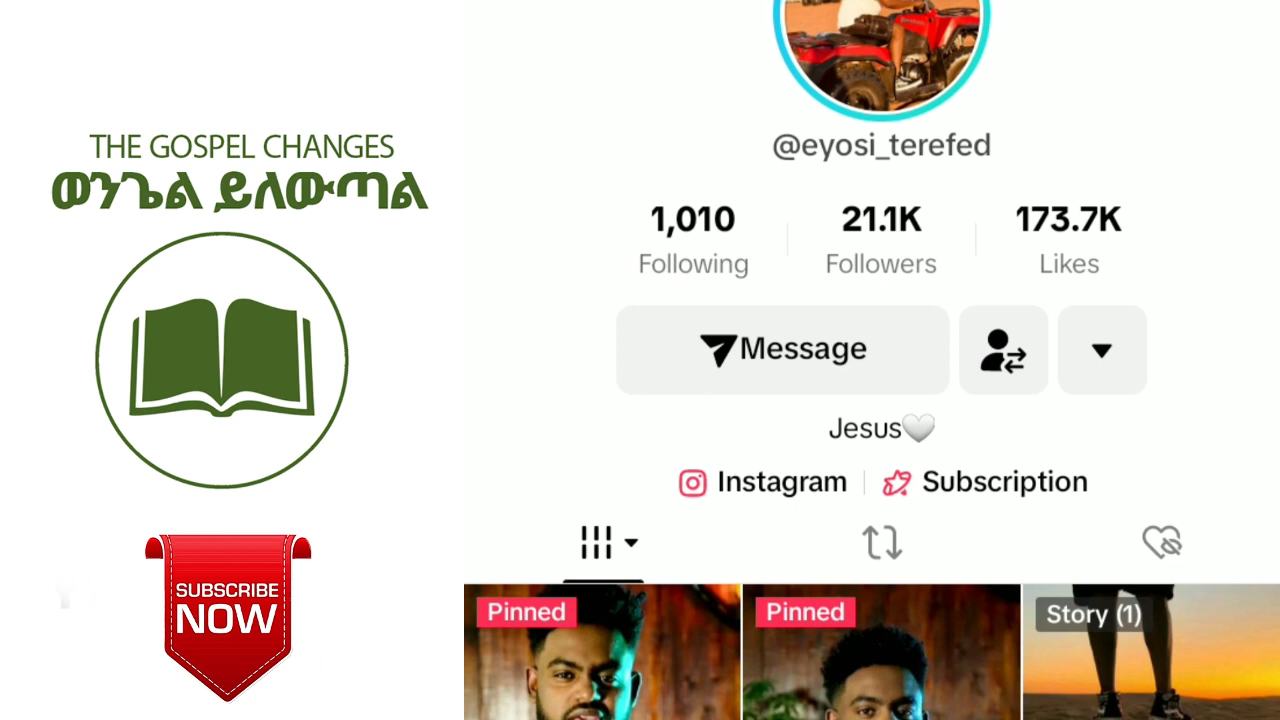 THE GOSPEL CHANGES
ወንጌል ይለውጣል
SUBSCRIBE
NOW
@eyosi_terefed
1,010 21.1K 173.7K
Following Followers Likes
Message
Jesus🤍
Instagram Subscription
Pinned Pinned Story (1)